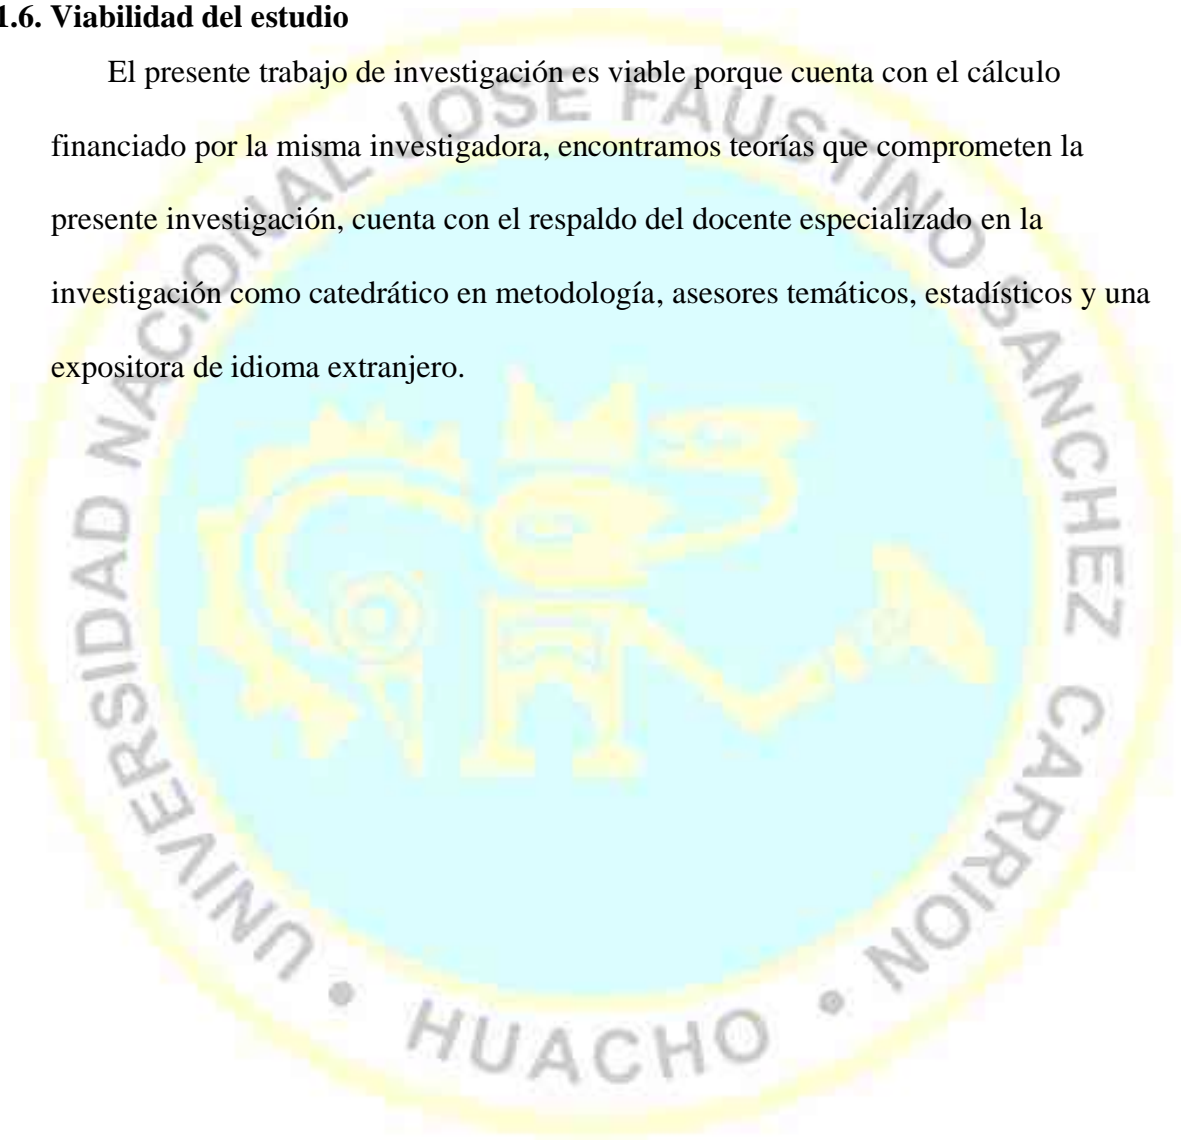 1.6. Viabilidad del estudio
El presente trabajo de investigación es viable porque cuenta con el cálculo
financiado por la misma investigadora, encontramos teorías que comprometen la
presente investigación, cuenta con el respaldo del docente especializado en la
investigación como catedrático en metodología, asesores temáticos, estadísticos y una
expositora de idioma extranjero.
UNIVERSIDAD NACIONAL JOSE FAUSTINO SANCHEZ CARRION
• HUACHO •